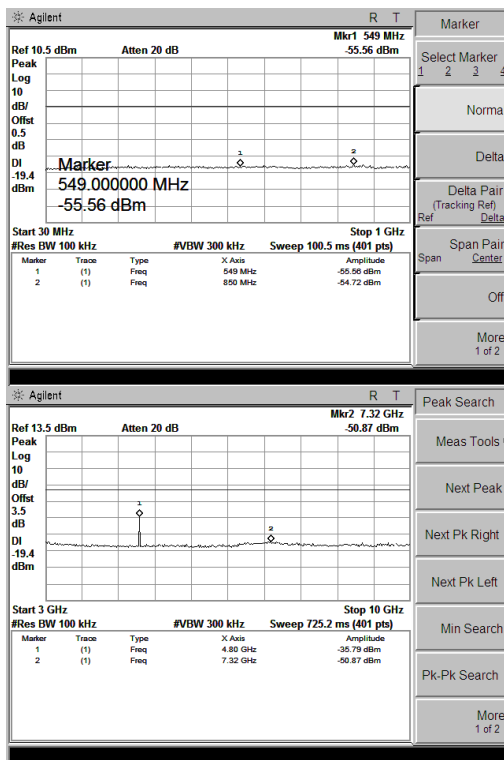 Agilent R T
Mkr1 549 MHz
Ref 10.5 dBm Atten 20 dB -55.56 dBm
Peak
Log
10
dB/
Offst
0.5
dB
DI
-19.4
dBm
1
2
Marker
549.000000 MHz
-55.56 dBm
Start 30 MHz Stop 1 GHz
#Res BW 100 kHz #VBW 300 kHz Sweep 100.5 ms (401 pts)
Marker Trace Type X Axis Amplitude
1 (1) Freq 549 MHz -55.56 dBm
2 (1) Freq 850 MHz -54.72 dBm
Marker
Select Marker
1 2 3 4
Norma
Delta
Delta Pair
(Tracking Ref)
Ref Delta
Span Pair
Span Center
Off
More
1 of 2
Agilent R T
Mkr2 7.32 GHz
Ref 13.5 dBm Atten 20 dB -50.87 dBm
Peak
Log
10
dB/
Offst
3.5
dB
DI
-19.4
dBm
1
2
Start 3 GHz Stop 10 GHz
#Res BW 100 kHz #VBW 300 kHz Sweep 725.2 ms (401 pts)
Marker Trace Type X Axis Amplitude
1 (1) Freq 4.80 GHz -35.79 dBm
2 (1) Freq 7.32 GHz -50.87 dBm
Peak Search
Meas Tools
Next Peak
Next Pk Right
Next Pk Left
Min Search
Pk-Pk Search
More
1 of 2